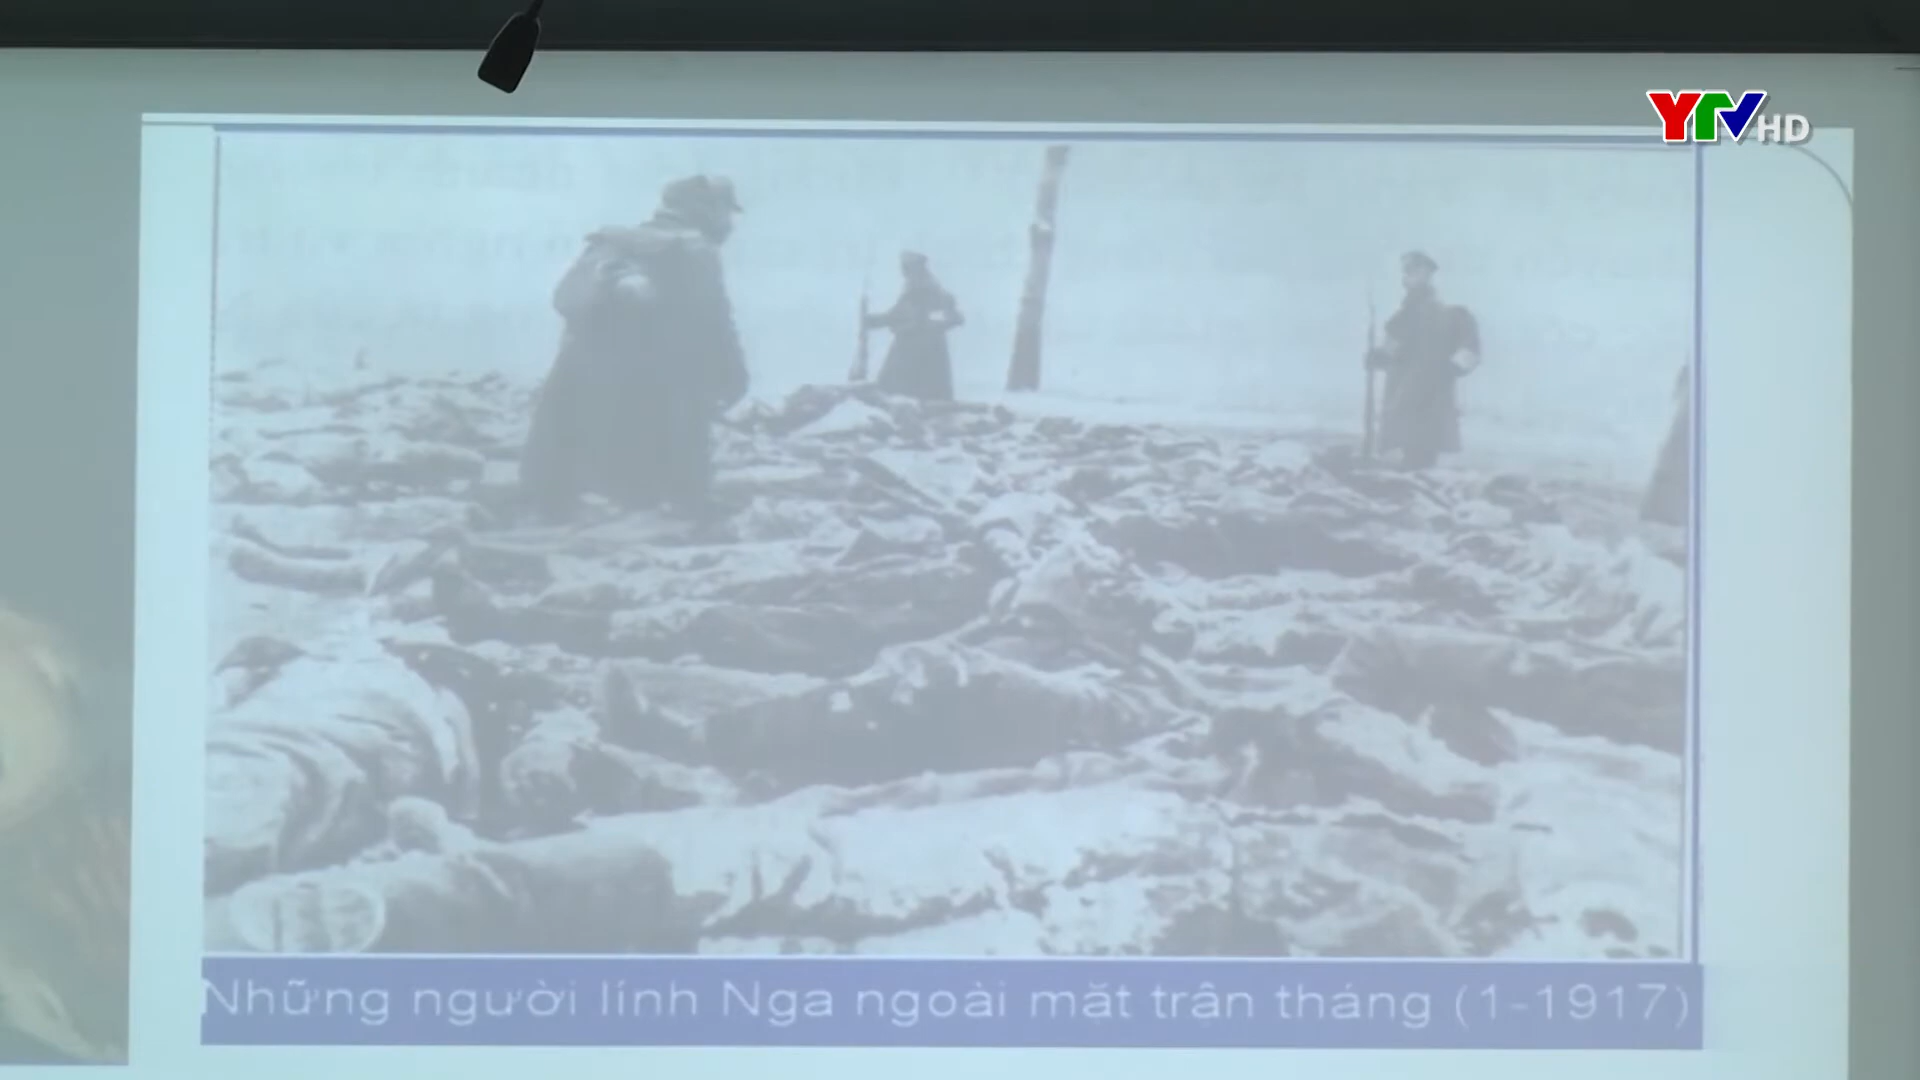 YTV HD
Những người lính Nga ngoài mặt trận tháng (1-1917)